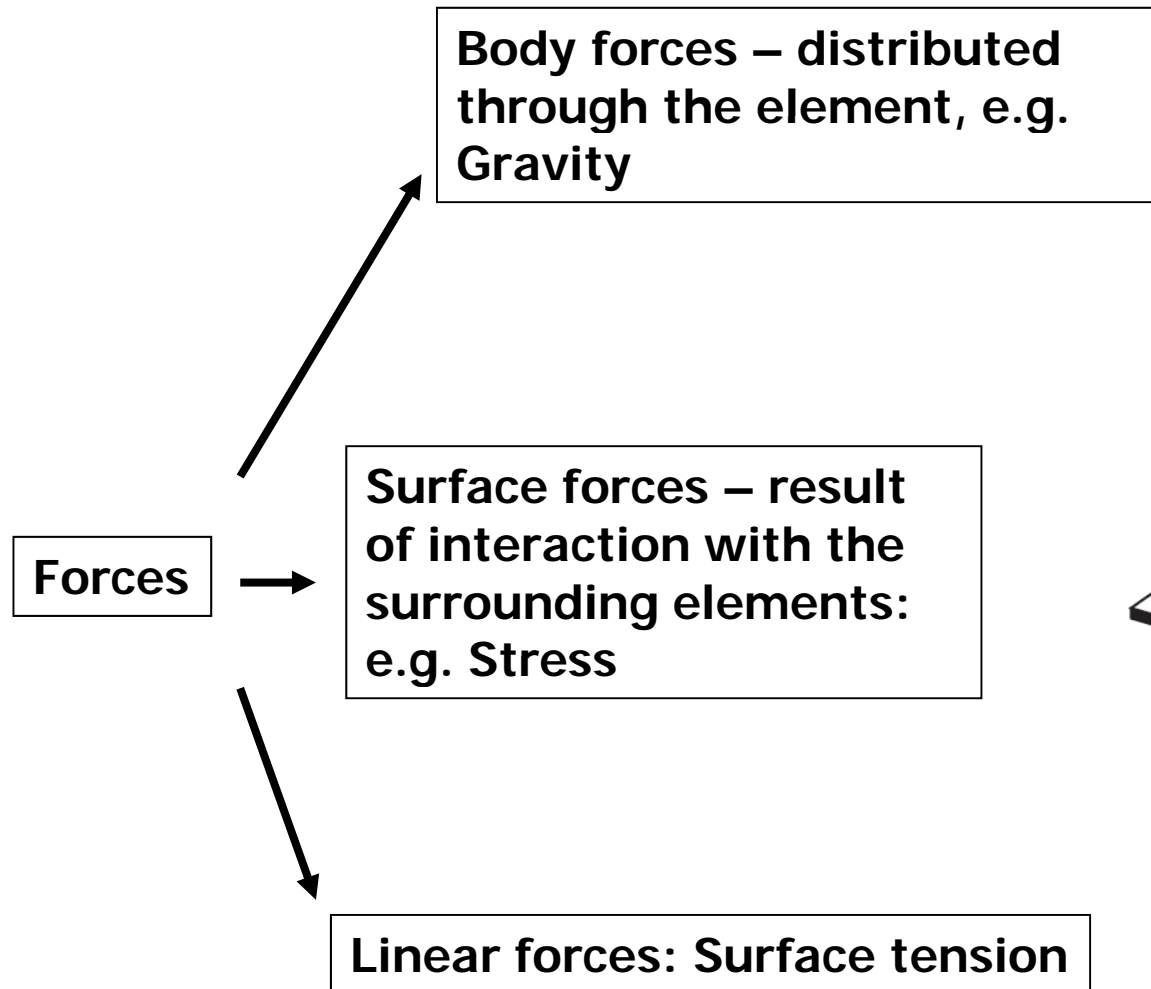 Body forces – distributed
through the element, e.g.
Gravity
Surface forces – result
of interaction with the
surrounding elements:
e.g. Stress
Forces
Linear forces: Surface tension